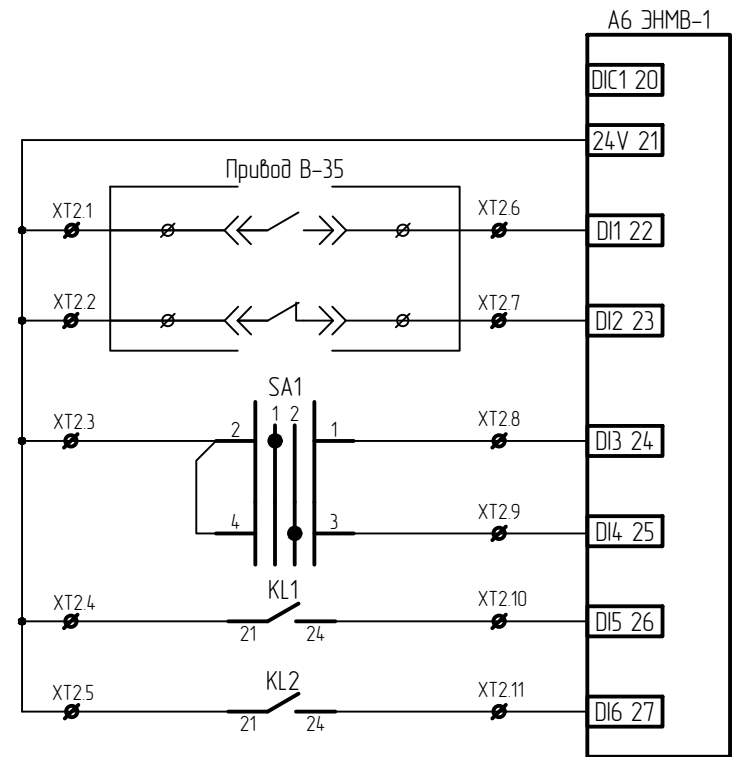 А6 ЭНМВ-1
DIC1 20
24V 21
Привод В-35
XT2.1
XT2.6
DI1 22
XT2.2
XT2.7
DI2 23
SA1
1 2
XT2.3
2
1
XT2.8
DI3 24
4
3
XT2.9
DI4 25
KL1
XT2.4
21
24
XT2.10
DI5 26
KL2
XT2.5
21
24
XT2.11
DI6 27